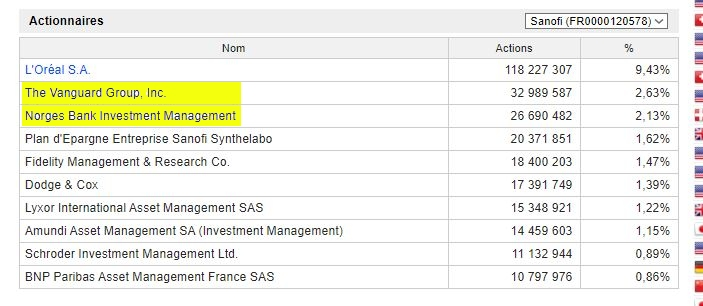 Actionnaires Sanofi (FR0000120578)
Nom Actions %
L'Oréal S.A. 118 227 307 9,43%
The Vanguard Group, Inc. 32 989 587 2,63%
Norges Bank Investment Management 26 690 482 2,13%
Plan d'Epargne Entreprise Sanofi Synthelabo 20 371 851 1,62%
Fidelity Management & Research Co. 18 400 203 1,47%
Dodge & Cox 17 391 749 1,39%
Lyxor International Asset Management SAS 15 348 921 1,22%
Amundi Asset Management SA (Investment Management) 14 459 603 1,15%
Schroder Investment Management Ltd. 11 132 944 0,89%
BNP Paribas Asset Management France SAS 10 797 976 0,86%